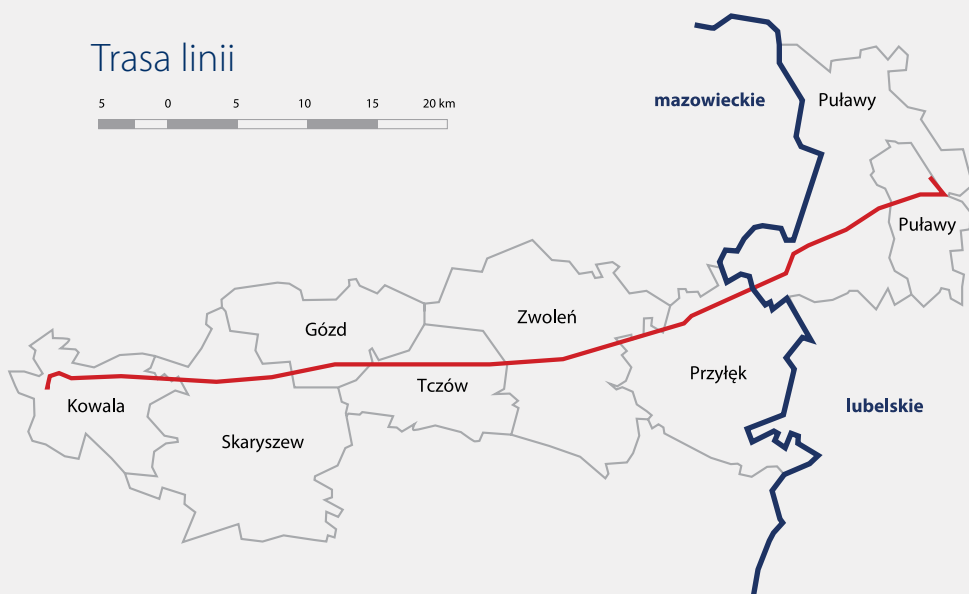 Trasa linii
5 0 5 10 15 20 km
mazowieckie
Puławy
Puławy
Gózd
Zwoleń
Przyłęk
Tczów
Kowala
lubelskie
Skaryszew